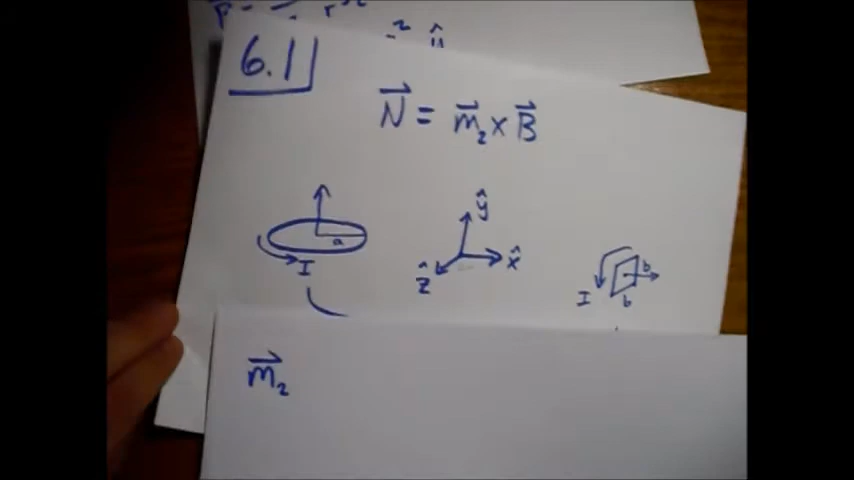 6.1
N⃗ = m⃗₂ × B⃗
a
I
ŷ
x̂
ẑ
b
b
I
m⃗₂